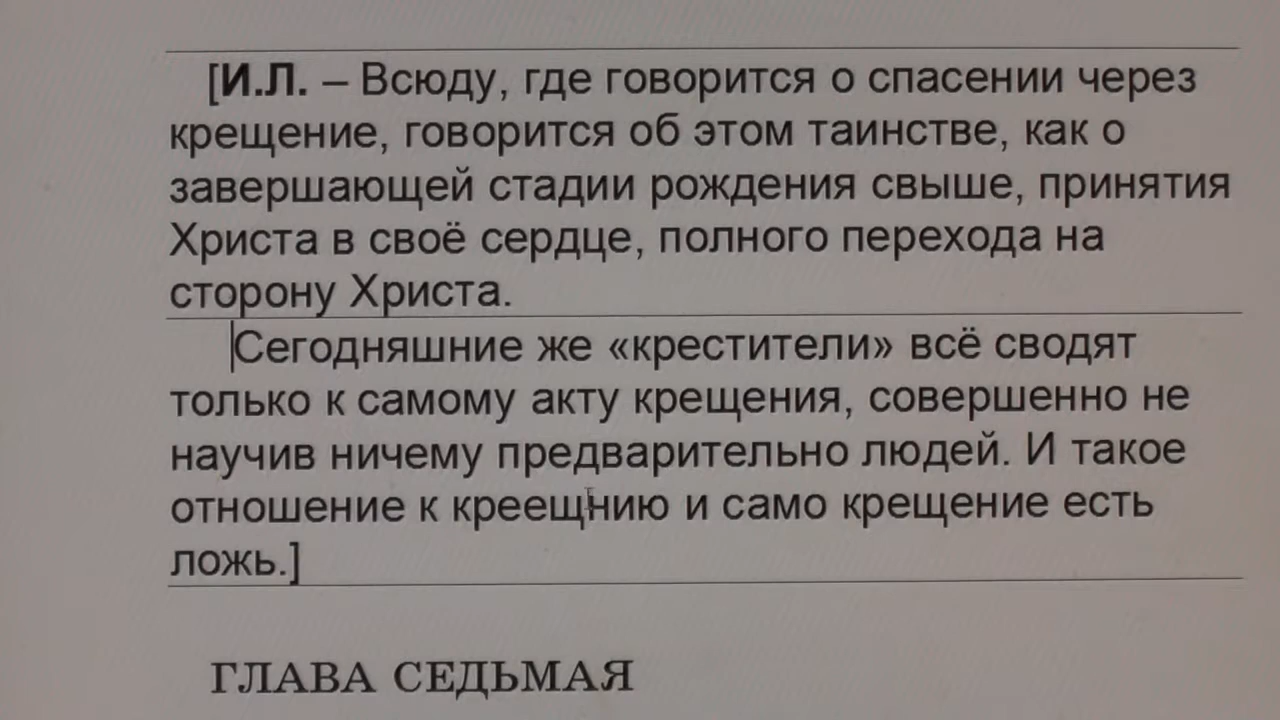 [И.Л. – Всюду, где говорится о спасении через
крещение, говорится об этом таинстве, как о
завершающей стадии рождения свыше, принятия
Христа в своё сердце, полного перехода на
сторону Христа.
Сегодняшние же «крестители» всё сводят
только к самому акту крещения, совершенно не
научив ничему предварительно людей. И такое
отношение к креещнию и само крещение есть
ложь.]
ГЛАВА СЕДЬМАЯ